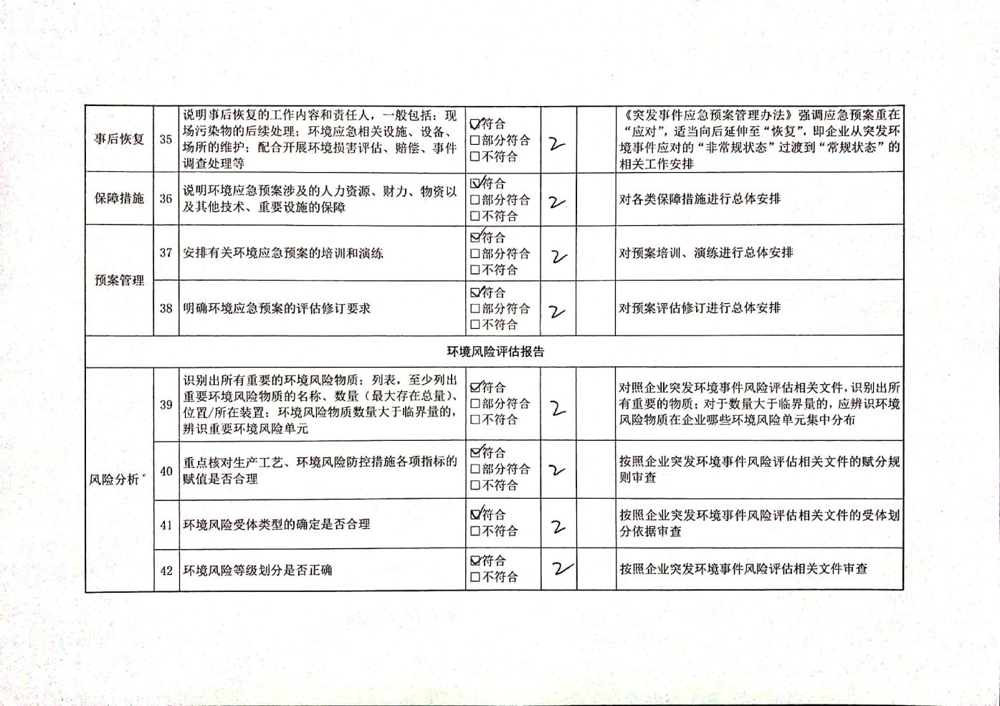 事后恢复
35
说明事后恢复的工作内容和责任人，一般包括：现
场污染物的后续处理；环境应急相关设施、设备、
场所的维护；配合开展环境损害评估、赔偿、事件
调查处理等
☑符合
□部分符合
□不符合
2
《突发事件应急预案管理办法》强调应急预案重在
“应对”，适当向后延伸至“恢复”，即企业从突发环
境事件应对的“非常规状态”过渡到“常规状态”的
相关工作安排
保障措施
36
说明环境应急预案涉及的人力资源、财力、物资以
及其他技术、重要设施的保障
☑符合
□部分符合
□不符合
2
对各类保障措施进行总体安排
预案管理
37
安排有关环境应急预案的培训和演练
☑符合
□部分符合
□不符合
2
对预案培训、演练进行总体安排
38
明确环境应急预案的评估修订要求
☑符合
□部分符合
□不符合
2
对预案评估修订进行总体安排
环境风险评估报告
风险分析ᶜ
39
识别出所有重要的环境风险物质；列表，至少列出
重要环境风险物质的名称、数量（最大存在总量）、
位置/所在装置；环境风险物质数量大于临界量的，
辨识重要环境风险单元
☑符合
□部分符合
□不符合
2
对照企业突发环境事件风险评估相关文件，识别出所
有重要的物质；对于数量大于临界量的，应辨识环境
风险物质在企业哪些环境风险单元集中分布
40
重点核对生产工艺、环境风险防控措施各项指标的
赋值是否合理
☑符合
□部分符合
□不符合
2
按照企业突发环境事件风险评估相关文件的赋分规
则审查
41
环境风险受体类型的确定是否合理
☑符合
□不符合
2
按照企业突发环境事件风险评估相关文件的受体划
分依据审查
42
环境风险等级划分是否正确
☑符合
□不符合
2
按照企业突发环境事件风险评估相关文件审查